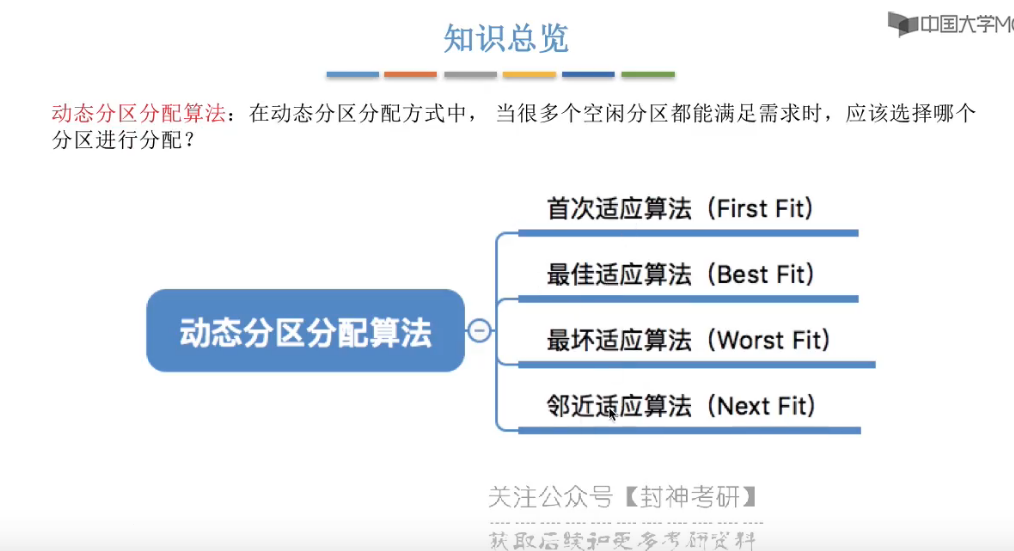 中国大学M
知识总览
动态分区分配算法：在动态分区分配方式中， 当很多个空闲分区都能满足需求时，应该选择哪个
分区进行分配？
首次适应算法（First Fit）
最佳适应算法（Best Fit）
动态分区分配算法
最坏适应算法（Worst Fit）
邻近适应算法（Next Fit）
关注公众号【封神考研】
获取后续和更多考研资料